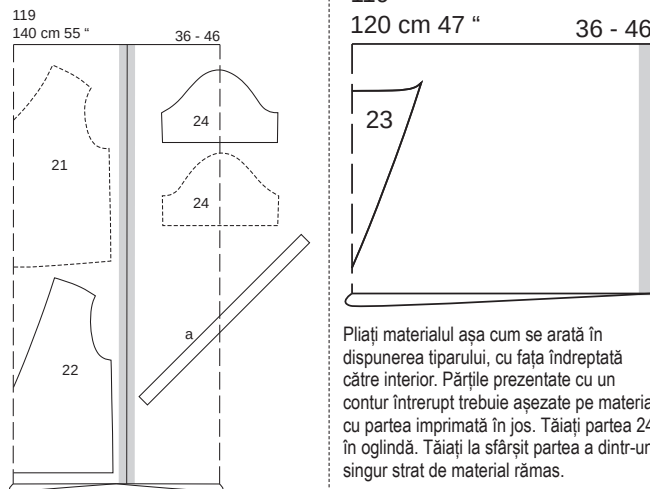 119
140 cm 55 “
36 - 46
21
24
24
a
22
120 cm 47 “
36 - 46
23
Pliați materialul așa cum se arată în
dispunerea tiparului, cu fața îndreptată
către interior. Părțile prezentate cu un
contur întrerupt trebuie așezate pe materia
cu partea imprimată în jos. Tăiați partea 24
în oglindă. Tăiați la sfârșit partea a dintr-un
singur strat de material rămas.